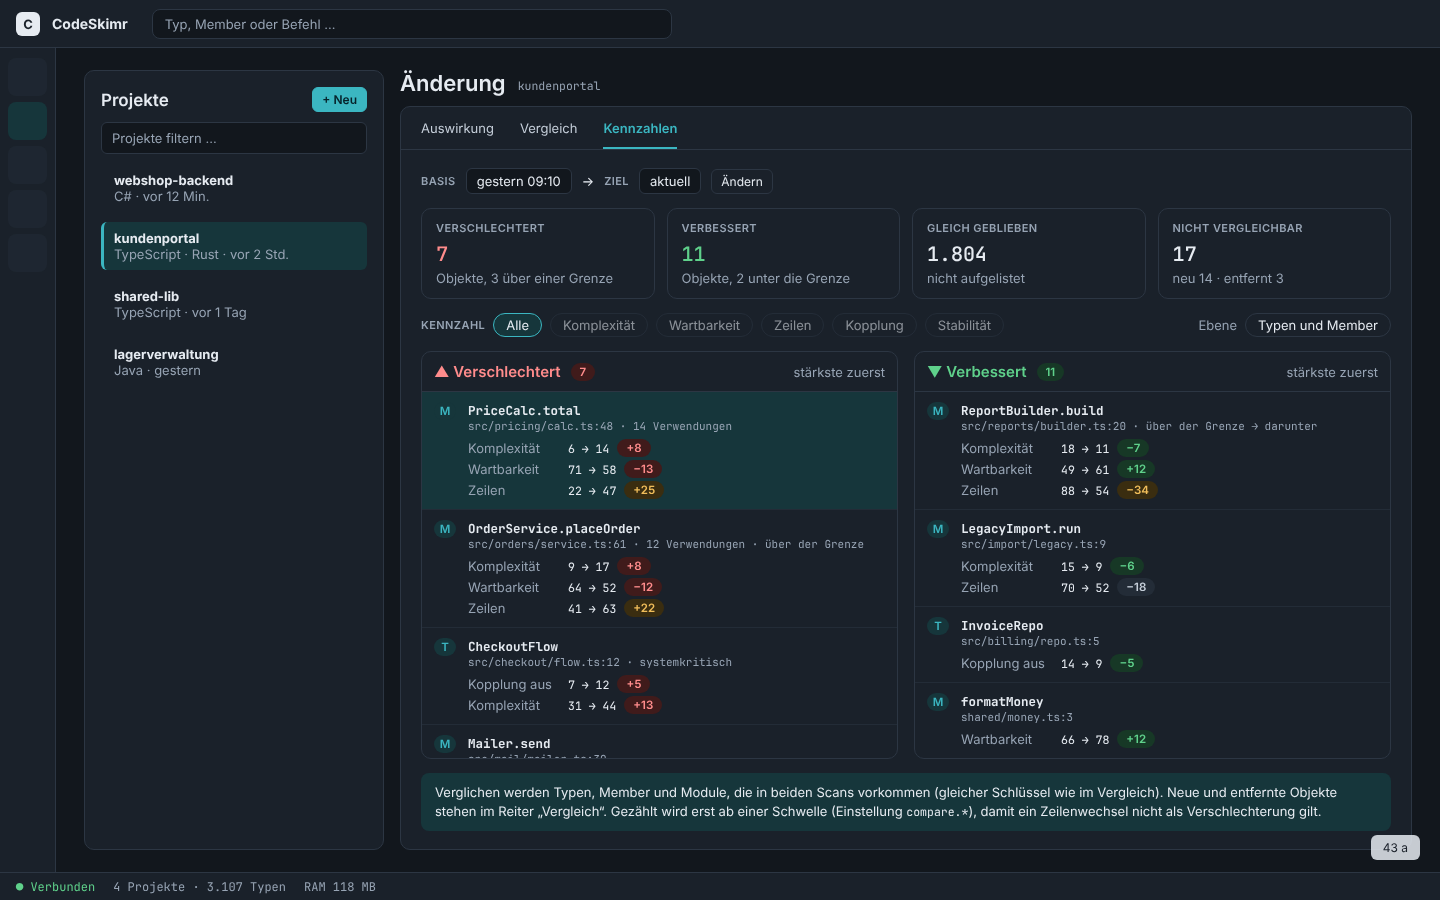 C CodeSkimr Typ, Member oder Befehl ...
Projekte + Neu
Projekte filtern ...
webshop-backend
C# · vor 12 Min.
kundenportal
TypeScript · Rust · vor 2 Std.
shared-lib
TypeScript · vor 1 Tag
lagerverwaltung
Java · gestern
Änderung kundenportal
Auswirkung Vergleich Kennzahlen
BASIS gestern 09:10 → ZIEL aktuell Ändern
VERSCHLECHTERT
7
Objekte, 3 über einer Grenze
VERBESSERT
11
Objekte, 2 unter die Grenze
GLEICH GEBLIEBEN
1.804
nicht aufgelistet
NICHT VERGLEICHBAR
17
neu 14 · entfernt 3
KENNZAHL Alle Komplexität Wartbarkeit Zeilen Kopplung Stabilität Ebene Typen und Member
▲ Verschlechtert 7 stärkste zuerst
M PriceCalc.total
src/pricing/calc.ts:48 · 14 Verwendungen
Komplexität 6 → 14 +8
Wartbarkeit 71 → 58 −13
Zeilen 22 → 47 +25
M OrderService.placeOrder
src/orders/service.ts:61 · 12 Verwendungen · über der Grenze
Komplexität 9 → 17 +8
Wartbarkeit 64 → 52 −12
Zeilen 41 → 63 +22
T CheckoutFlow
src/checkout/flow.ts:12 · systemkritisch
Kopplung aus 7 → 12 +5
Komplexität 31 → 44 +13
M Mailer.send
▼ Verbessert 11 stärkste zuerst
M ReportBuilder.build
src/reports/builder.ts:20 · über der Grenze → darunter
Komplexität 18 → 11 −7
Wartbarkeit 49 → 61 +12
Zeilen 88 → 54 −34
M LegacyImport.run
src/import/legacy.ts:9
Komplexität 15 → 9 −6
Zeilen 70 → 52 −18
T InvoiceRepo
src/billing/repo.ts:5
Kopplung aus 14 → 9 −5
M formatMoney
shared/money.ts:3
Wartbarkeit 66 → 78 +12
Verglichen werden Typen, Member und Module, die in beiden Scans vorkommen (gleicher Schlüssel wie im Vergleich). Neue und entfernte Objekte
stehen im Reiter „Vergleich“. Gezählt wird erst ab einer Schwelle (Einstellung compare.*), damit ein Zeilenwechsel nicht als Verschlechterung gilt.
43 a
● Verbunden 4 Projekte · 3.107 Typen RAM 118 MB